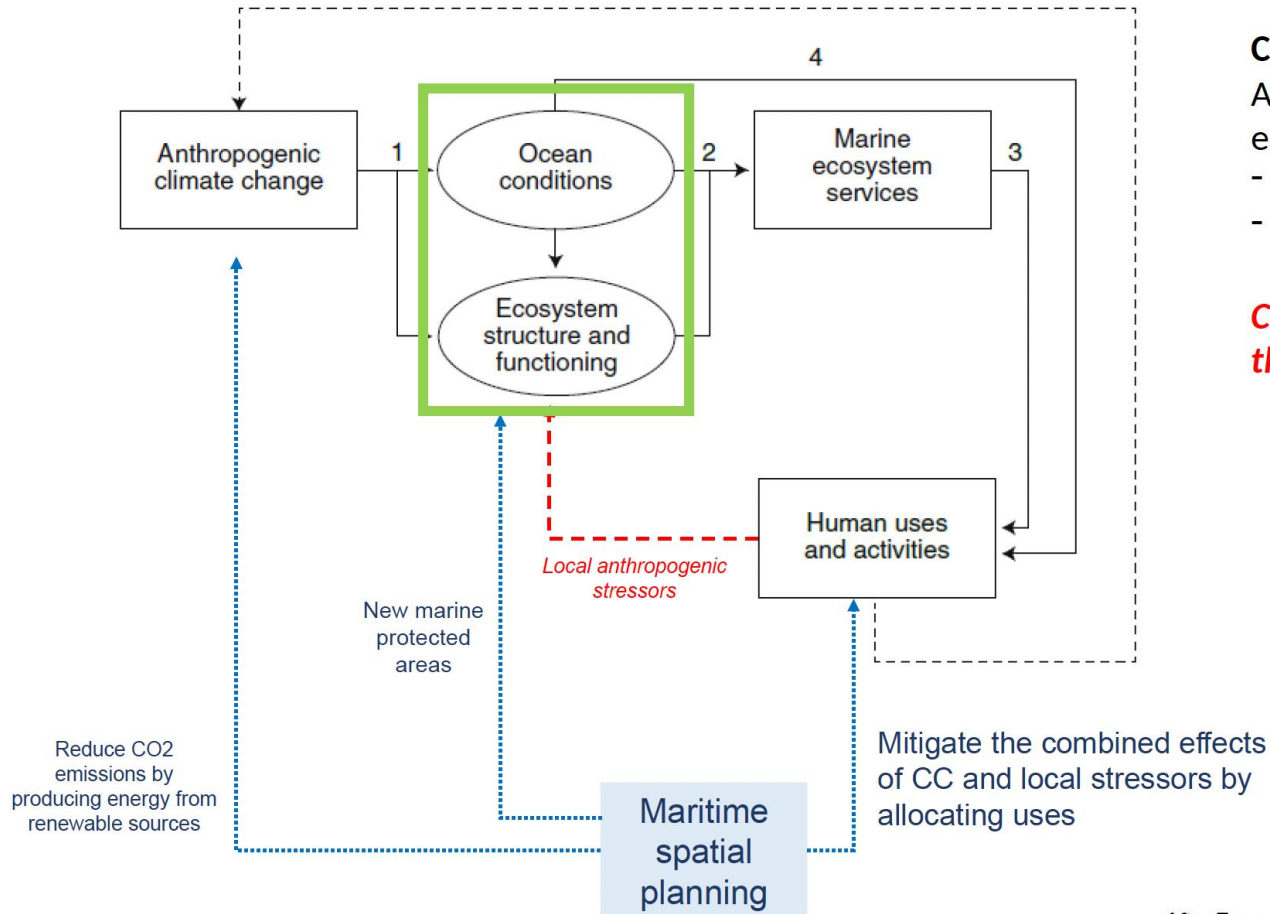 4
Anthropogenic
climate change
1
Ocean
conditions
2
Marine
ecosystem
services
3
Ecosystem
structure and
functioning
Human uses
and activities
Local anthropogenic
stressors
New marine
protected
areas
Reduce CO2
emissions by
producing energy from
renewable sources
Maritime
spatial
planning
Mitigate the combined effects
of CC and local stressors by
allocating uses
C
A
e
-
-
C